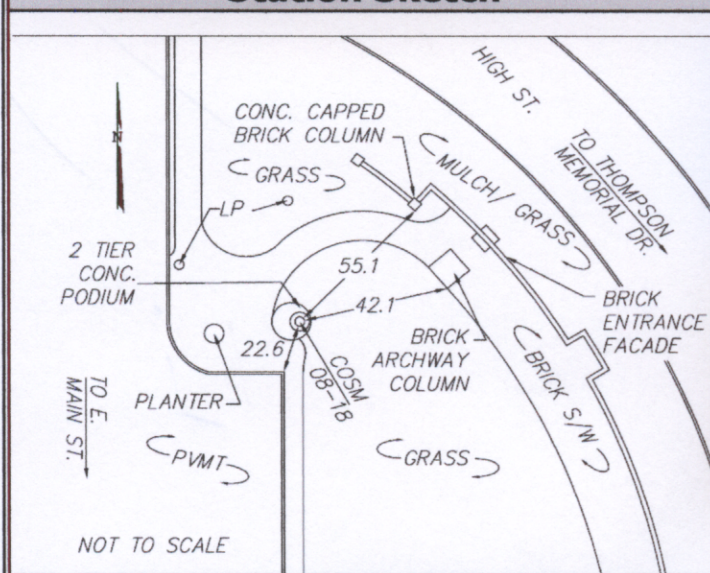 HIGH ST.
TO THOMPSON
MEMORIAL DR.
CONC. CAPPED
BRICK COLUMN
N
GRASS
MULCH/ GRASS
LP
2 TIER
CONC.
PODIUM
55.1
42.1
22.6
BRICK
ENTRANCE
FACADE
BRICK
ARCHWAY
COLUMN
COSM
08-18
BRICK S/W
PLANTER
TO E.
MAIN ST.
PVMT
GRASS
NOT TO SCALE